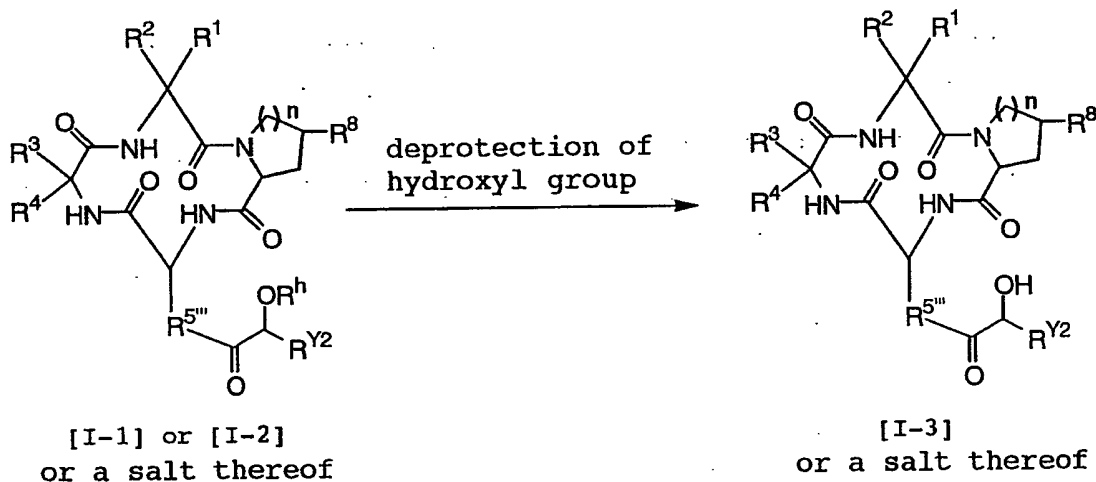 R² R¹
O NH O N ( )n R⁸
R³
R⁴ HN O NH O
R⁵‴ ORʰ
O Rʸ²
[I-1] or [I-2]
or a salt thereof
deprotection of
hydroxyl group
R² R¹
O NH O N ( )n R⁸
R³
R⁴ HN O HN O
R⁵‴ OH
O Rʸ²
[I-3]
or a salt thereof